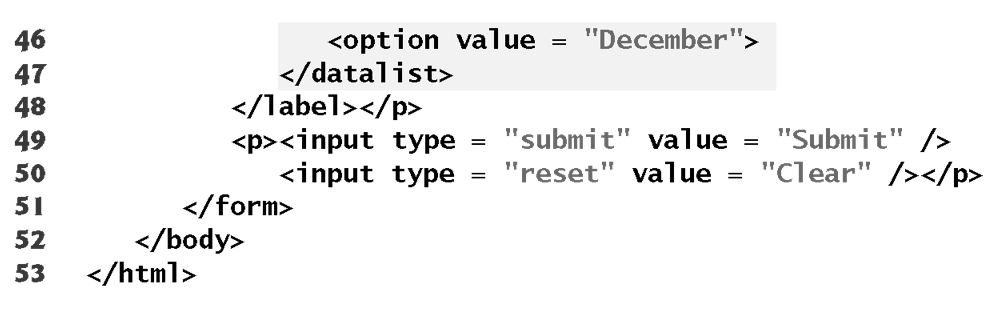 46                  <option value = "December">
47               </datalist>
48            </label></p>
49            <p><input type = "submit" value = "Submit" />
50               <input type = "reset" value = "Clear" /></p>
51         </form>
52      </body>
53   </html>